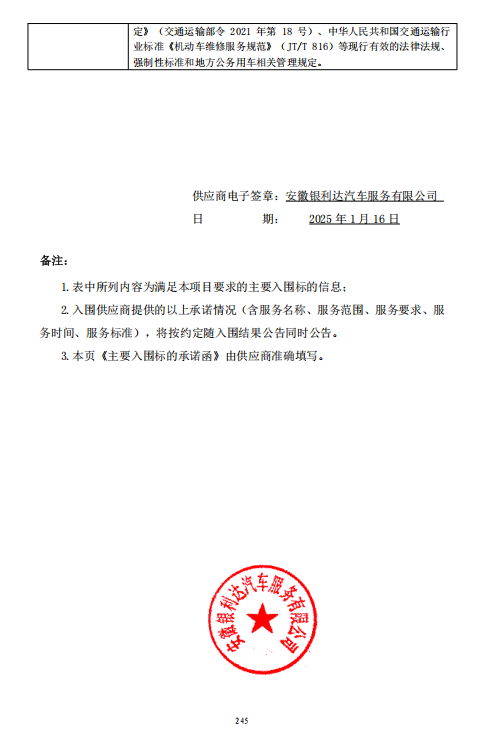 定》（交通运输部令 2021 年第 18 号）、中华人民共和国交通运输行
业标准《机动车维修服务规范》（JT/T 816）等现行有效的法律法规、
强制性标准和地方公务用车相关管理规定。
供应商电子签章：安徽银利达汽车服务有限公司
日 期： 2025 年 1 月 16 日
备注：
1.表中所列内容为满足本项目要求的主要入围标的信息；
2.入围供应商提供的以上承诺情况（含服务名称、服务范围、服务要求、服
务时间、服务标准），将按约定随入围结果公告同时公告。
3.本页《主要入围标的承诺函》由供应商准确填写。
安徽银利达汽车服务有限公司
245